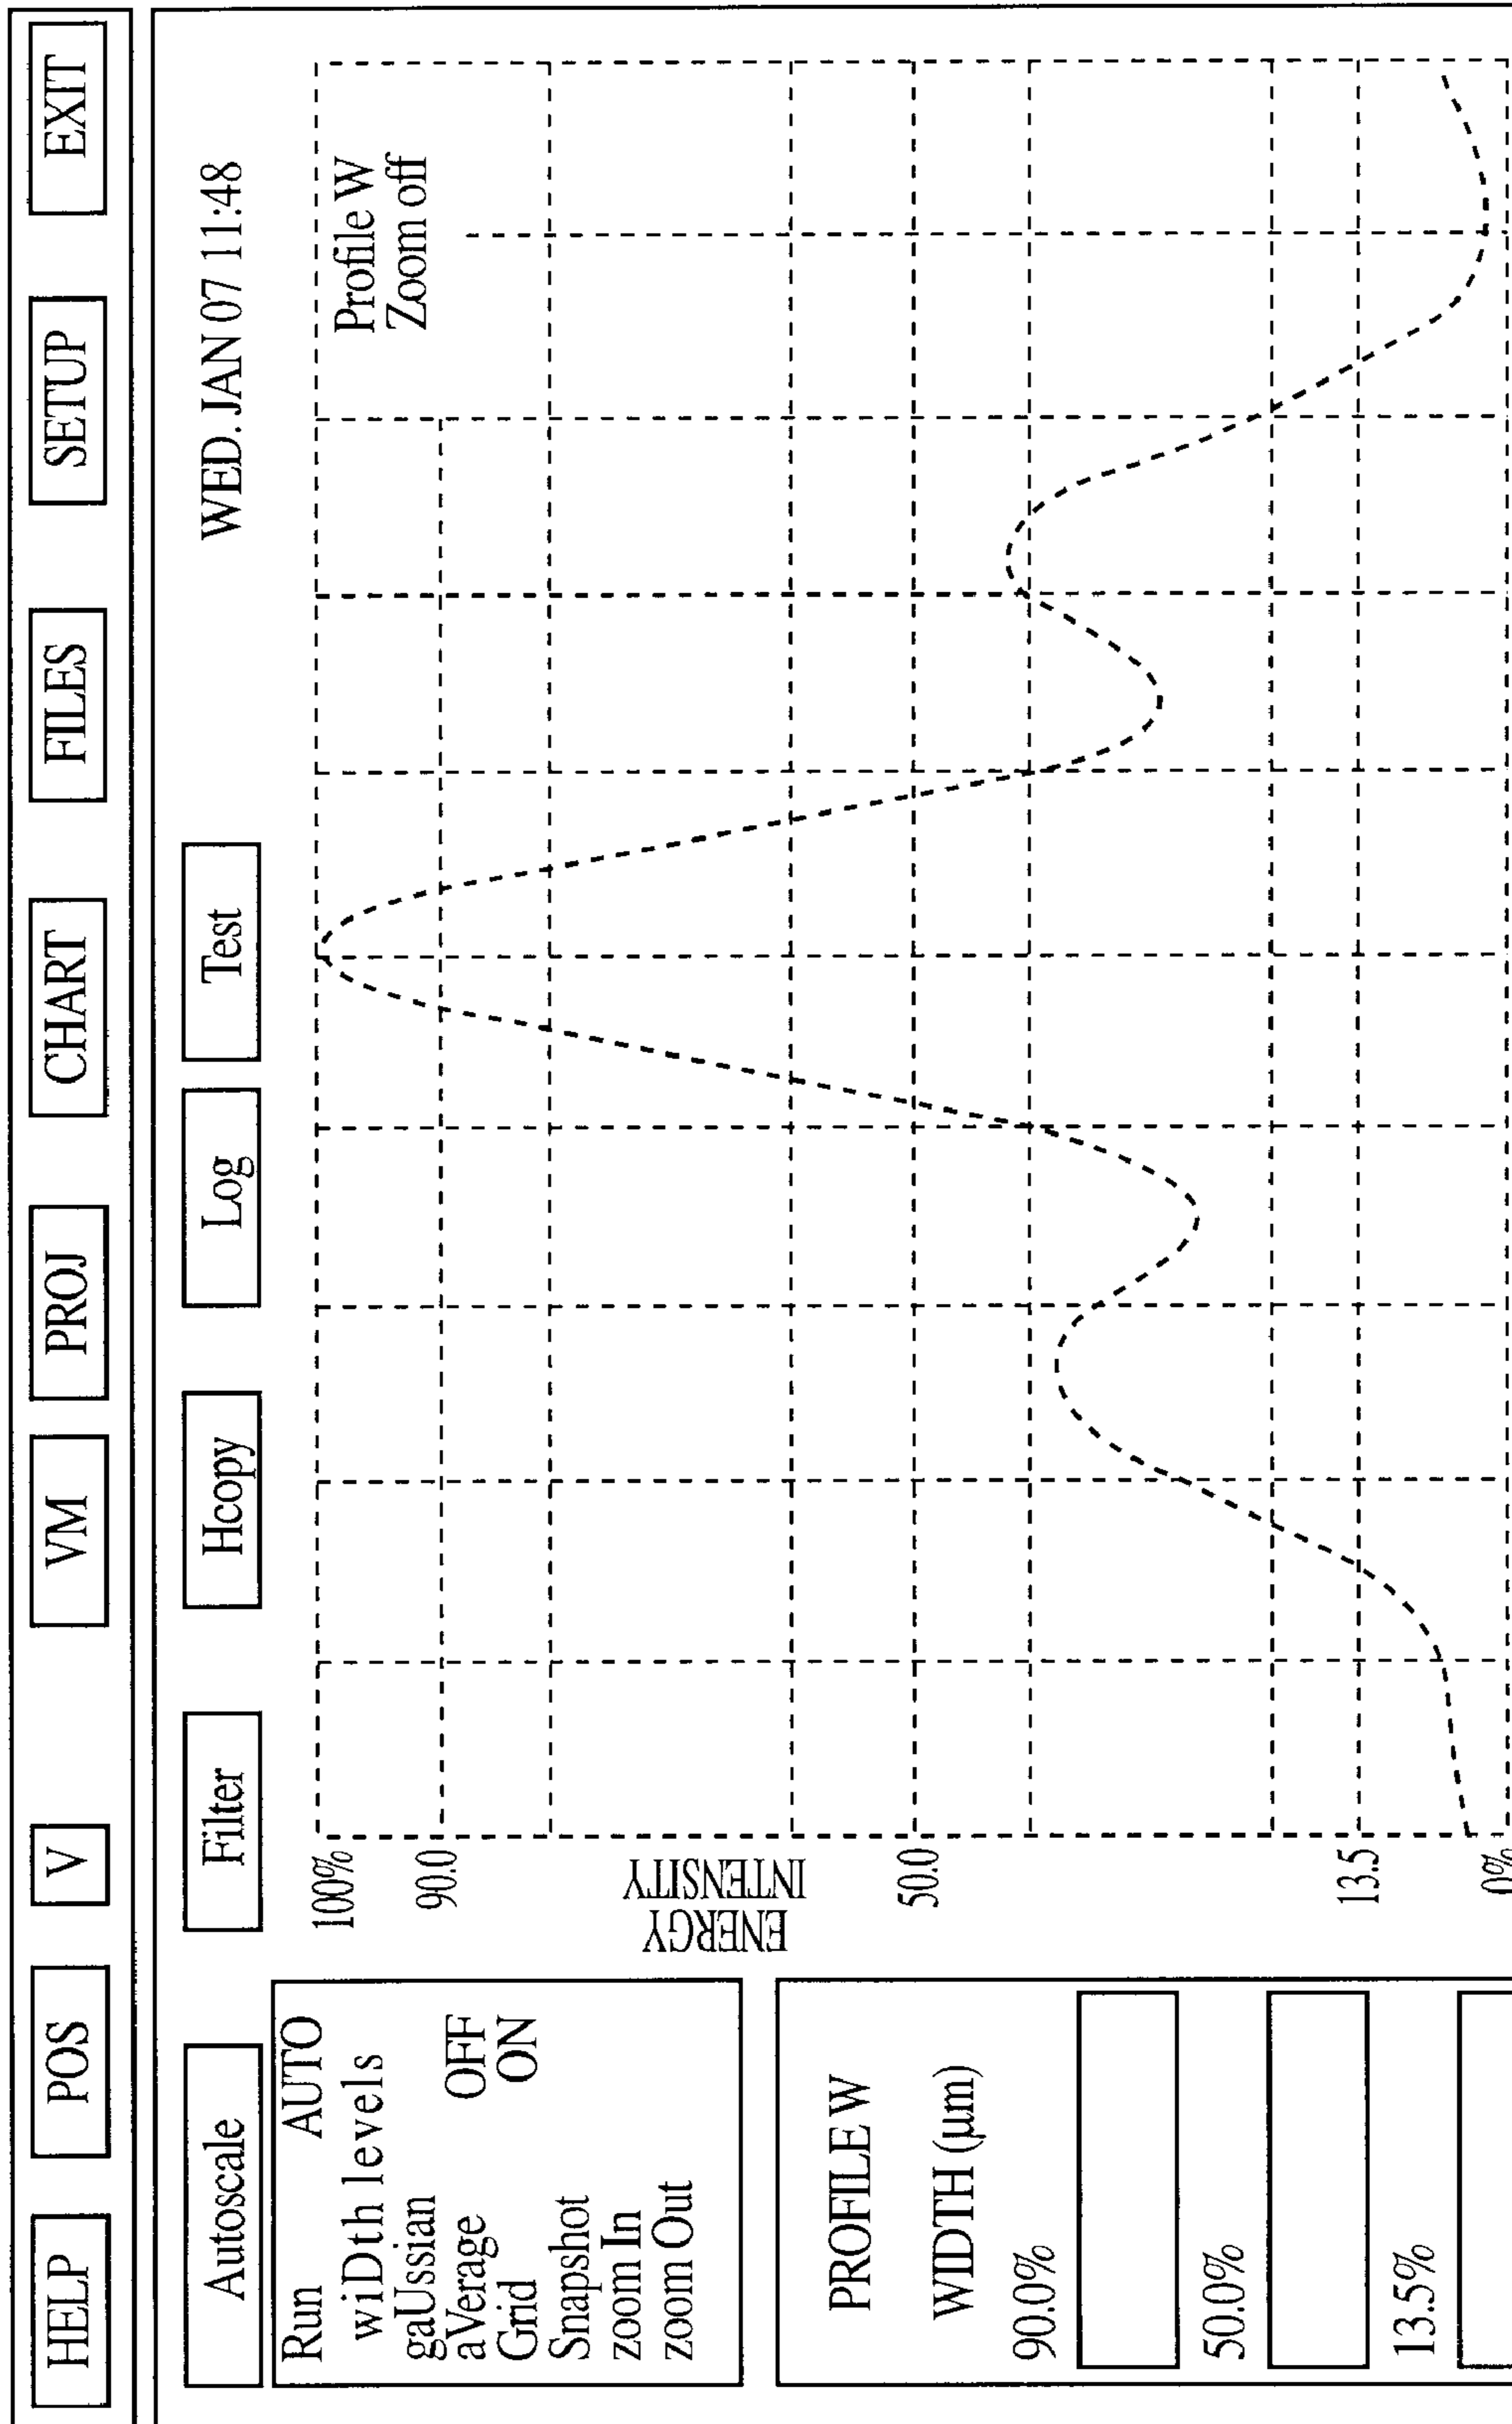 HELP POS V VM PROJ CHART FILES SETUP EXIT
Autoscale Filter Hcopy Log Test
WED. JAN 07 11:48
Run AUTO
wiDth levels
gaUssian
aVerage OFF
Grid ON
Snapshot
zoom In
zoom Out
PROFILE W
WIDTH (µm)
90.0%
50.0%
13.5%
100%
90.0
ENERGY
INTENSITY
50.0
13.5
0%
Profile W
Zoom off